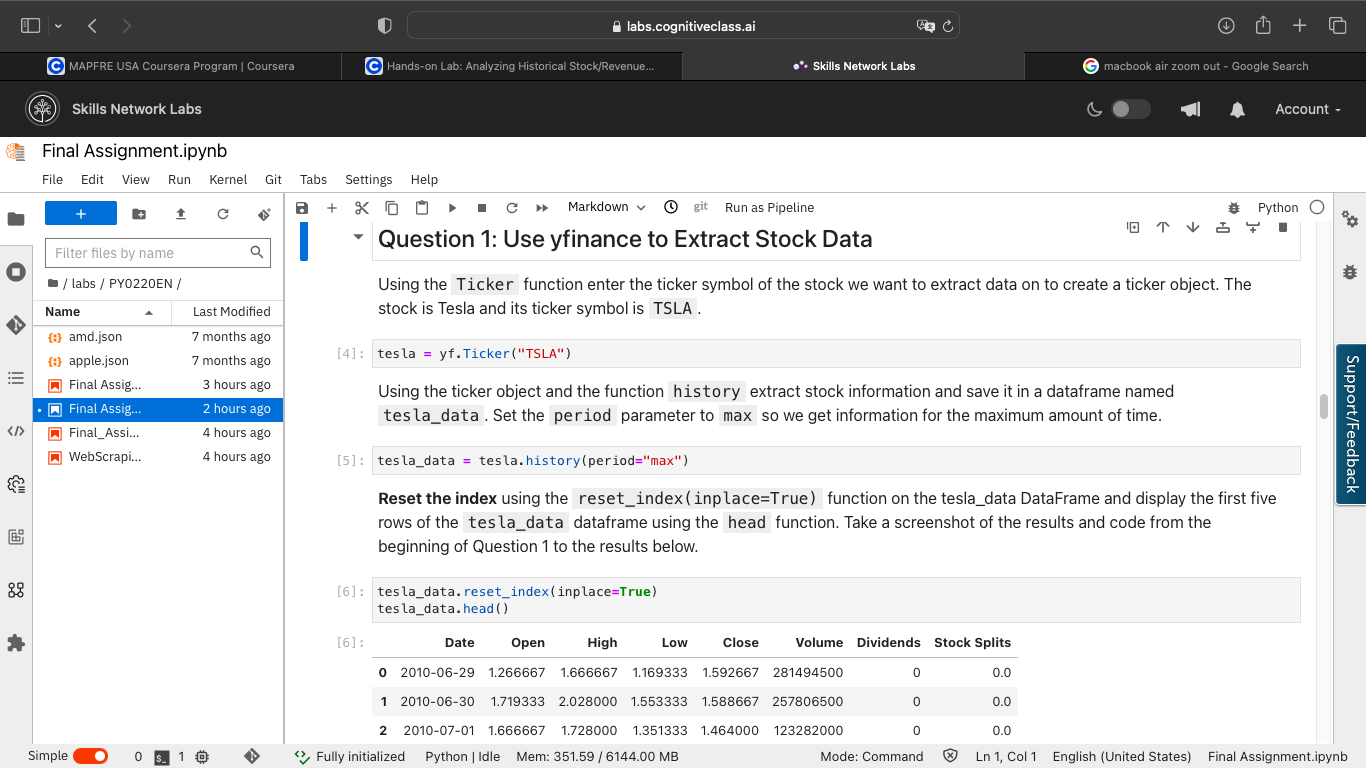 labs.cognitiveclass.ai
MAPFRE USA Coursera Program | Coursera
Hands-on Lab: Analyzing Historical Stock/Revenue...
Skills Network Labs
macbook air zoom out - Google Search
Skills Network Labs
Account
Final Assignment.ipynb
File Edit View Run Kernel Git Tabs Settings Help
+
Filter files by name
/ labs / PY0220EN /
Name Last Modified
amd.json 7 months ago
apple.json 7 months ago
Final Assig... 3 hours ago
Final Assig... 2 hours ago
Final_Assi... 4 hours ago
WebScrapi... 4 hours ago
Markdown git Run as Pipeline Python
Question 1: Use yfinance to Extract Stock Data
Using the Ticker function enter the ticker symbol of the stock we want to extract data on to create a ticker object. The
stock is Tesla and its ticker symbol is TSLA .
[4]: tesla = yf.Ticker("TSLA")
Using the ticker object and the function history extract stock information and save it in a dataframe named
tesla_data . Set the period parameter to max so we get information for the maximum amount of time.
[5]: tesla_data = tesla.history(period="max")
Reset the index using the reset_index(inplace=True) function on the tesla_data DataFrame and display the first five
rows of the tesla_data dataframe using the head function. Take a screenshot of the results and code from the
beginning of Question 1 to the results below.
[6]: tesla_data.reset_index(inplace=True)
tesla_data.head()
[6]: Date Open High Low Close Volume Dividends Stock Splits
0 2010-06-29 1.266667 1.666667 1.169333 1.592667 281494500 0 0.0
1 2010-06-30 1.719333 2.028000 1.553333 1.588667 257806500 0 0.0
2 2010-07-01 1.666667 1.728000 1.351333 1.464000 123282000 0 0.0
Support/Feedback
Simple 0 1 Fully initialized Python | Idle Mem: 351.59 / 6144.00 MB Mode: Command Ln 1, Col 1 English (United States) Final Assignment.ipynb